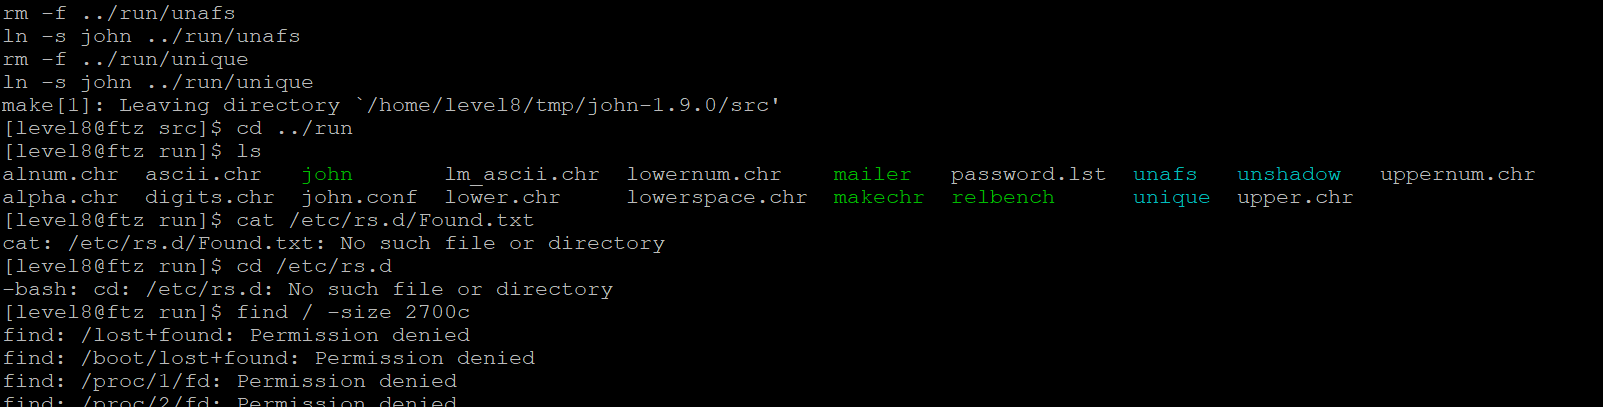 rm -f ../run/unafs
ln -s john ../run/unafs
rm -f ../run/unique
ln -s john ../run/unique
make[1]: Leaving directory `/home/level8/tmp/john-1.9.0/src'
[level8@ftz src]$ cd ../run
[level8@ftz run]$ ls
alnum.chr  ascii.chr   john       lm_ascii.chr  lowernum.chr    mailer   password.lst  unafs   unshadow   uppernum.chr
alpha.chr  digits.chr  john.conf  lower.chr     lowerspace.chr  makechr  relbench      unique  upper.chr
[level8@ftz run]$ cat /etc/rs.d/Found.txt
cat: /etc/rs.d/Found.txt: No such file or directory
[level8@ftz run]$ cd /etc/rs.d
-bash: cd: /etc/rs.d: No such file or directory
[level8@ftz run]$ find / -size 2700c
find: /lost+found: Permission denied
find: /boot/lost+found: Permission denied
find: /proc/1/fd: Permission denied
find: /proc/2/fd: Permission denied